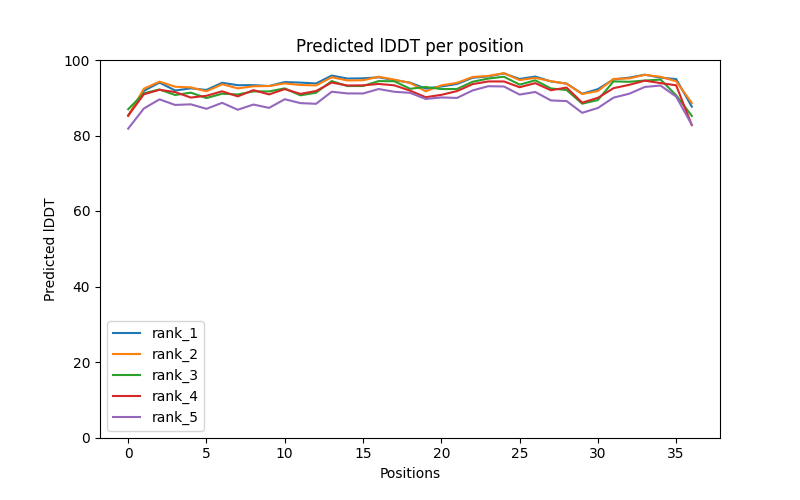 Predicted lDDT per position
Predicted lDDT
100
80
60
40
20
0
rank_1
rank_2
rank_3
rank_4
rank_5
0 5 10 15 20 25 30 35
Positions